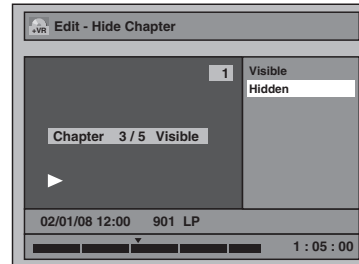 +VR Edit - Hide Chapter
1
Visible
Hidden
Chapter 3 / 5 Visible
02/01/08 12:00 901 LP
1 : 05 : 00